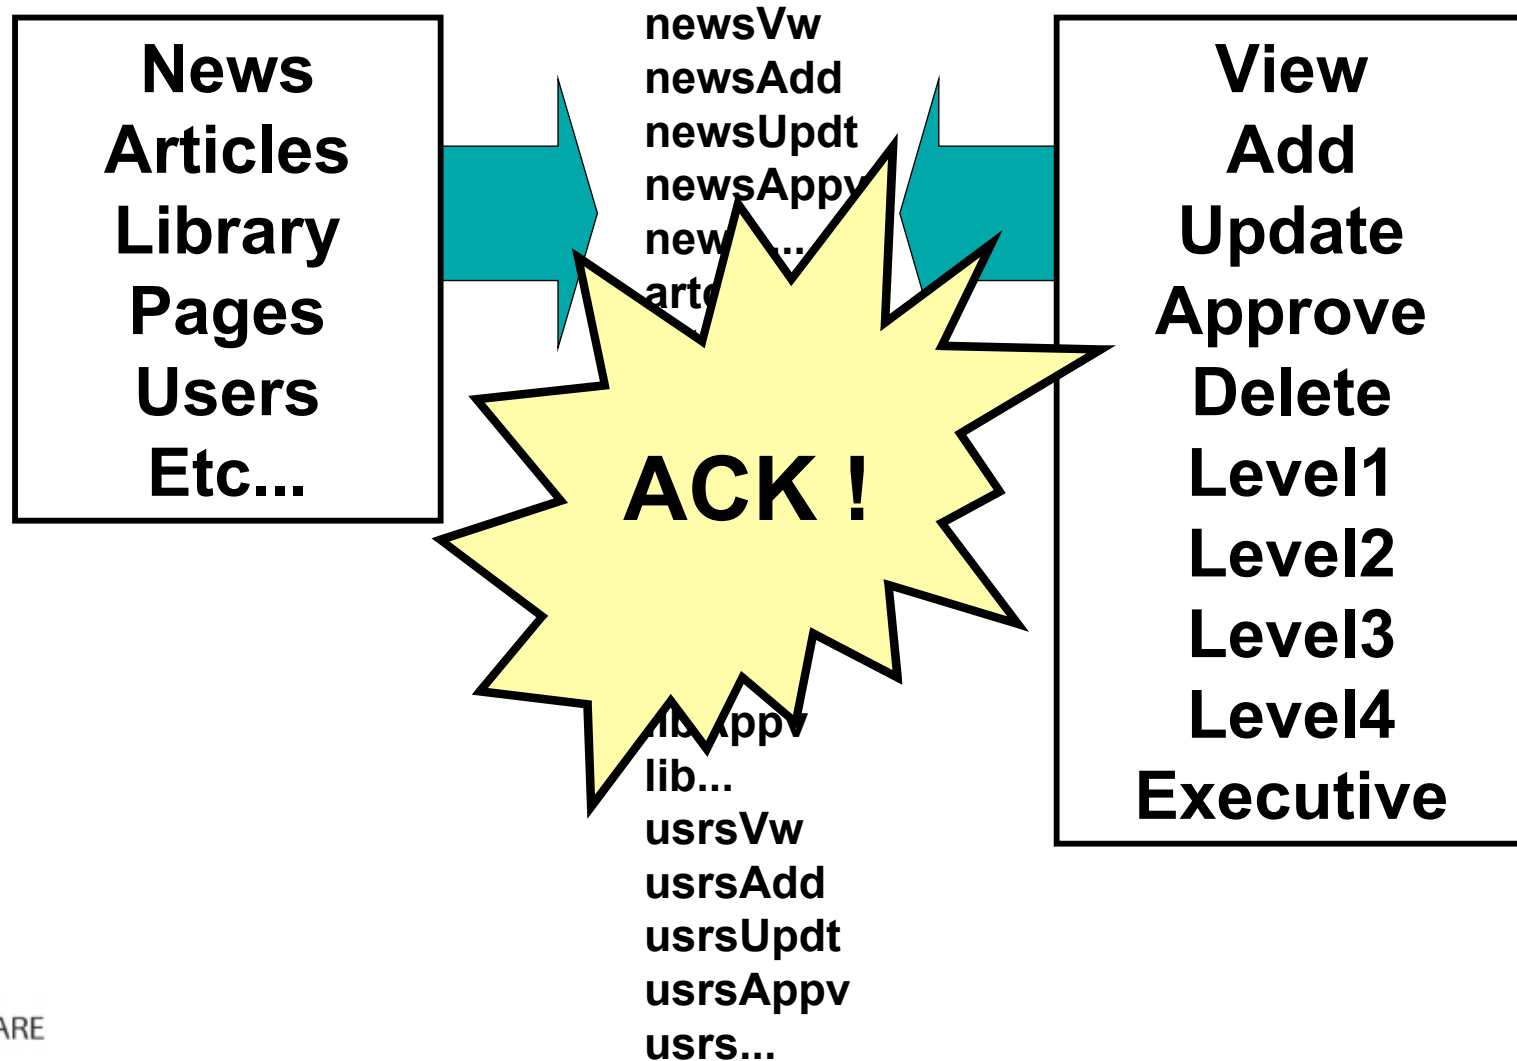 News
Articles
Library
Pages
Users
Etc...
newsVw
newsAdd
newsUpdt
newsAppv
ACK !
lib...
usrsVw
usrsAdd
usrsUpdt
usrsAppv
usrs...
View
Add
Update
Approve
Delete
Level1
Level2
Level3
Level4
Executive